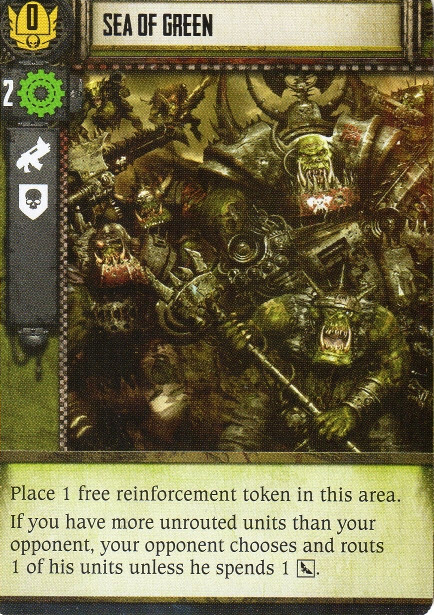 0
SEA OF GREEN
2
Place 1 free reinforcement token in this area.
If you have more unrouted units than your
opponent, your opponent chooses and routs
1 of his units unless he spends 1 .